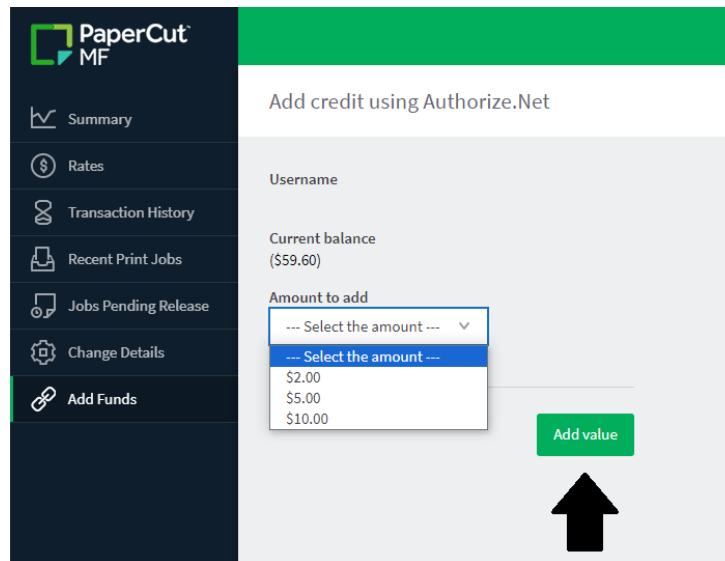 PaperCut
MF
Summary
Rates
Transaction History
Recent Print Jobs
Jobs Pending Release
Change Details
Add Funds
Add credit using Authorize.Net
Username
Current balance
($59.60)
Amount to add
--- Select the amount ---
--- Select the amount ---
$2.00
$5.00
$10.00
Add value